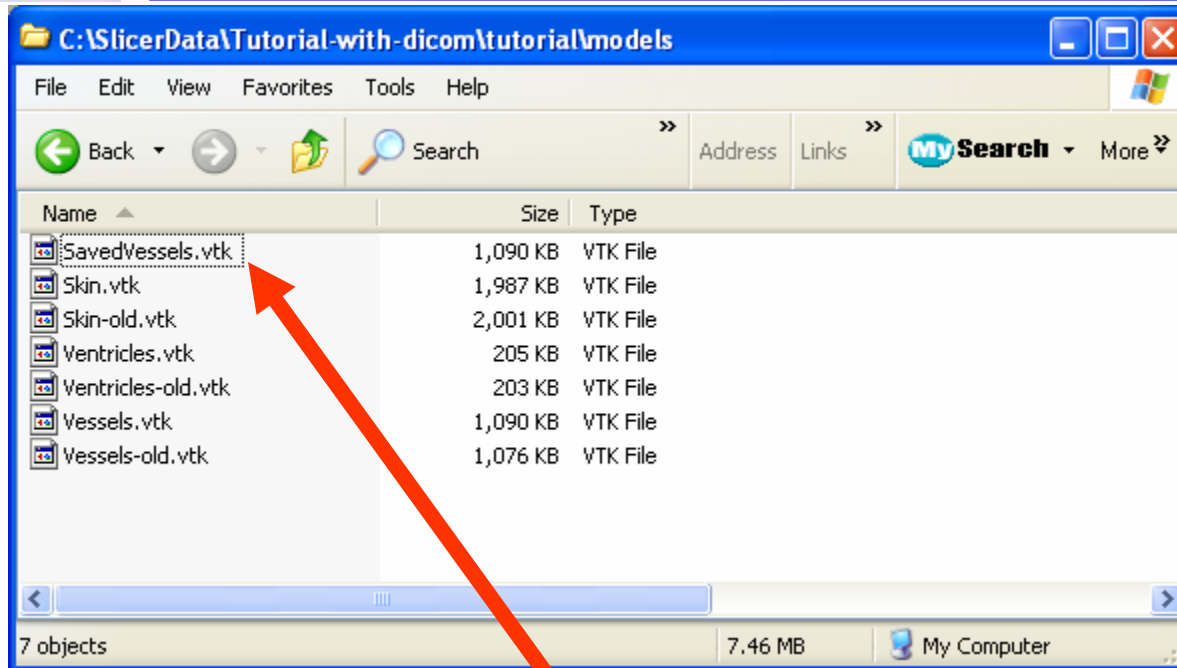 C:\SlicerData\Tutorial-with-dicom\tutorial\models
File Edit View Favorites Tools Help
Back Search » Address Links » My Search More »
Name Size Type
SavedVessels.vtk 1,090 KB VTK File
Skin.vtk 1,987 KB VTK File
Skin-old.vtk 2,001 KB VTK File
Ventricles.vtk 205 KB VTK File
Ventricles-old.vtk 203 KB VTK File
Vessels.vtk 1,090 KB VTK File
Vessels-old.vtk 1,076 KB VTK File
7 objects 7.46 MB My Computer